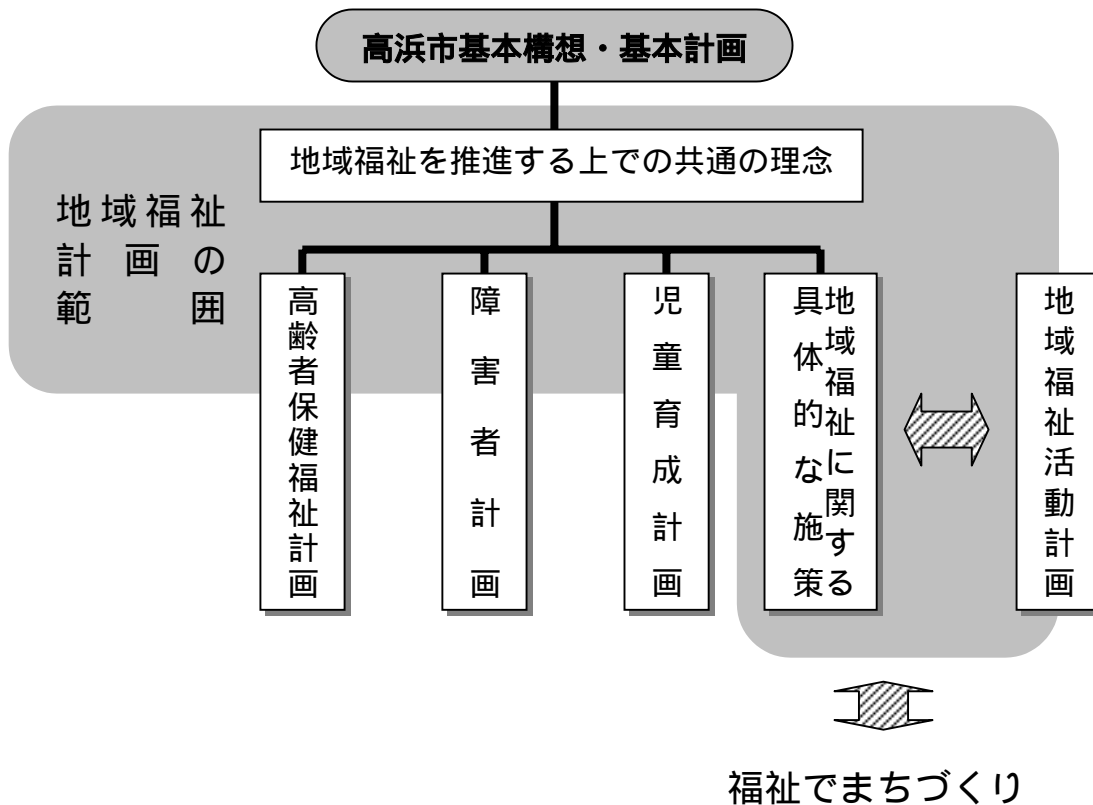 高浜市基本構想・基本計画
地域福祉を推進する上での共通の理念
地域福祉
計画の
範囲
高齢者保健福祉計画
障害者計画
児童育成計画
地域福祉に関する
具体的な施策
地域福祉活動計画
福祉でまちづくり